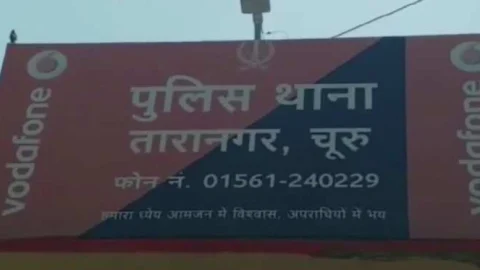 vodafone
पुलिस थाना
तारानगर, चूरु
फोन नं. 01561-240229
हमारा ध्येय आमजन मे विश्वास, अपराधियों में भय
vodafone